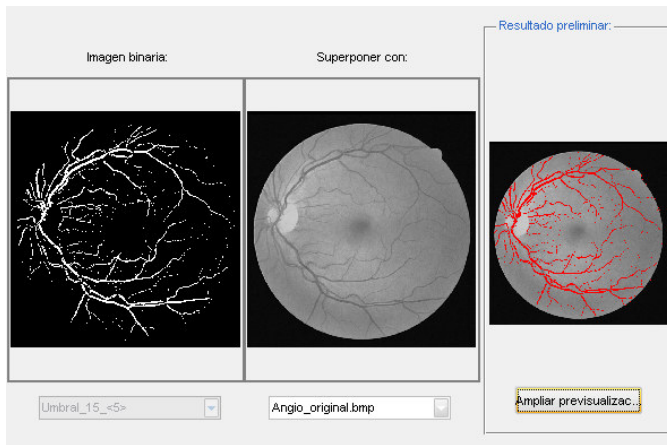 Resultado preliminar:
Imagen binaria:
Superponer con:
Umbral_15_<5>
Angio_original.bmp
Ampliar previsualizac...